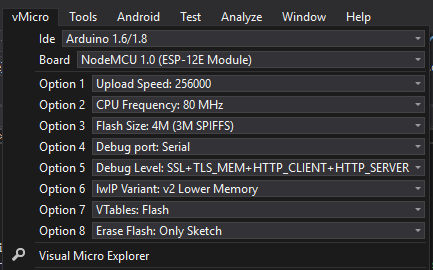 vMicro Tools Android Test Analyze Window Help
Ide Arduino 1.6/1.8
Board NodeMCU 1.0 (ESP-12E Module)
Option 1 Upload Speed: 256000
Option 2 CPU Frequency: 80 MHz
Option 3 Flash Size: 4M (3M SPIFFS)
Option 4 Debug port: Serial
Option 5 Debug Level: SSL+TLS_MEM+HTTP_CLIENT+HTTP_SERVER
Option 6 lwIP Variant: v2 Lower Memory
Option 7 VTables: Flash
Option 8 Erase Flash: Only Sketch
Visual Micro Explorer